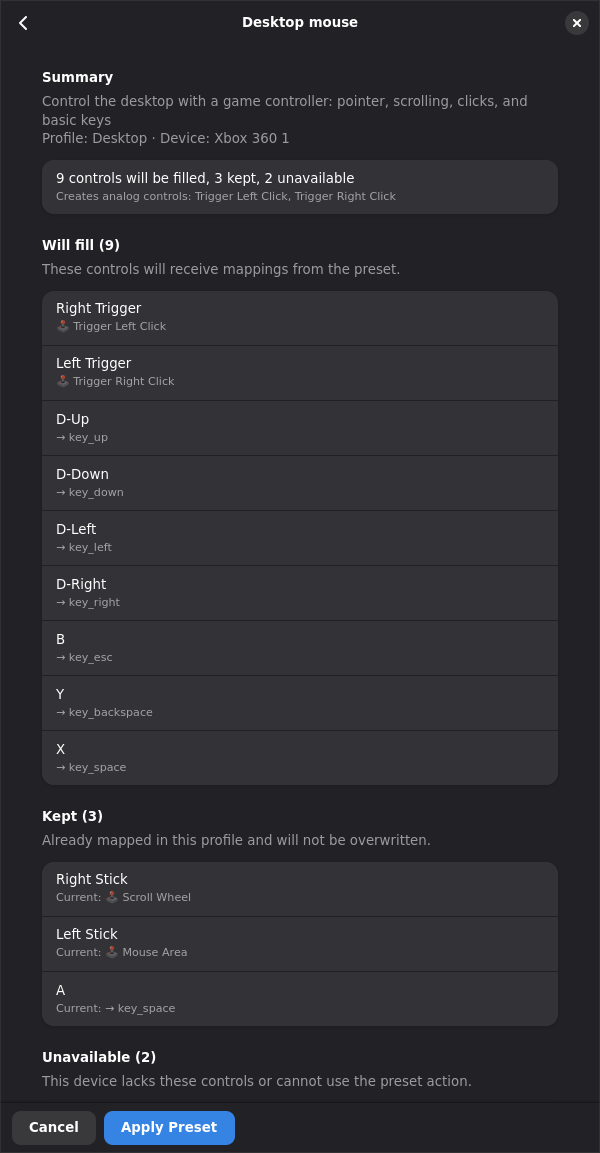 Desktop mouse
Summary
Control the desktop with a game controller: pointer, scrolling, clicks, and
basic keys
Profile: Desktop · Device: Xbox 360 1
9 controls will be filled, 3 kept, 2 unavailable
Creates analog controls: Trigger Left Click, Trigger Right Click
Will fill (9)
These controls will receive mappings from the preset.
Right Trigger
🕹️ Trigger Left Click
Left Trigger
🕹️ Trigger Right Click
D-Up
→ key_up
D-Down
→ key_down
D-Left
→ key_left
D-Right
→ key_right
B
→ key_esc
Y
→ key_backspace
X
→ key_space
Kept (3)
Already mapped in this profile and will not be overwritten.
Right Stick
Current: 🕹️ Scroll Wheel
Left Stick
Current: 🕹️ Mouse Area
A
Current: → key_space
Unavailable (2)
This device lacks these controls or cannot use the preset action.
Cancel
Apply Preset